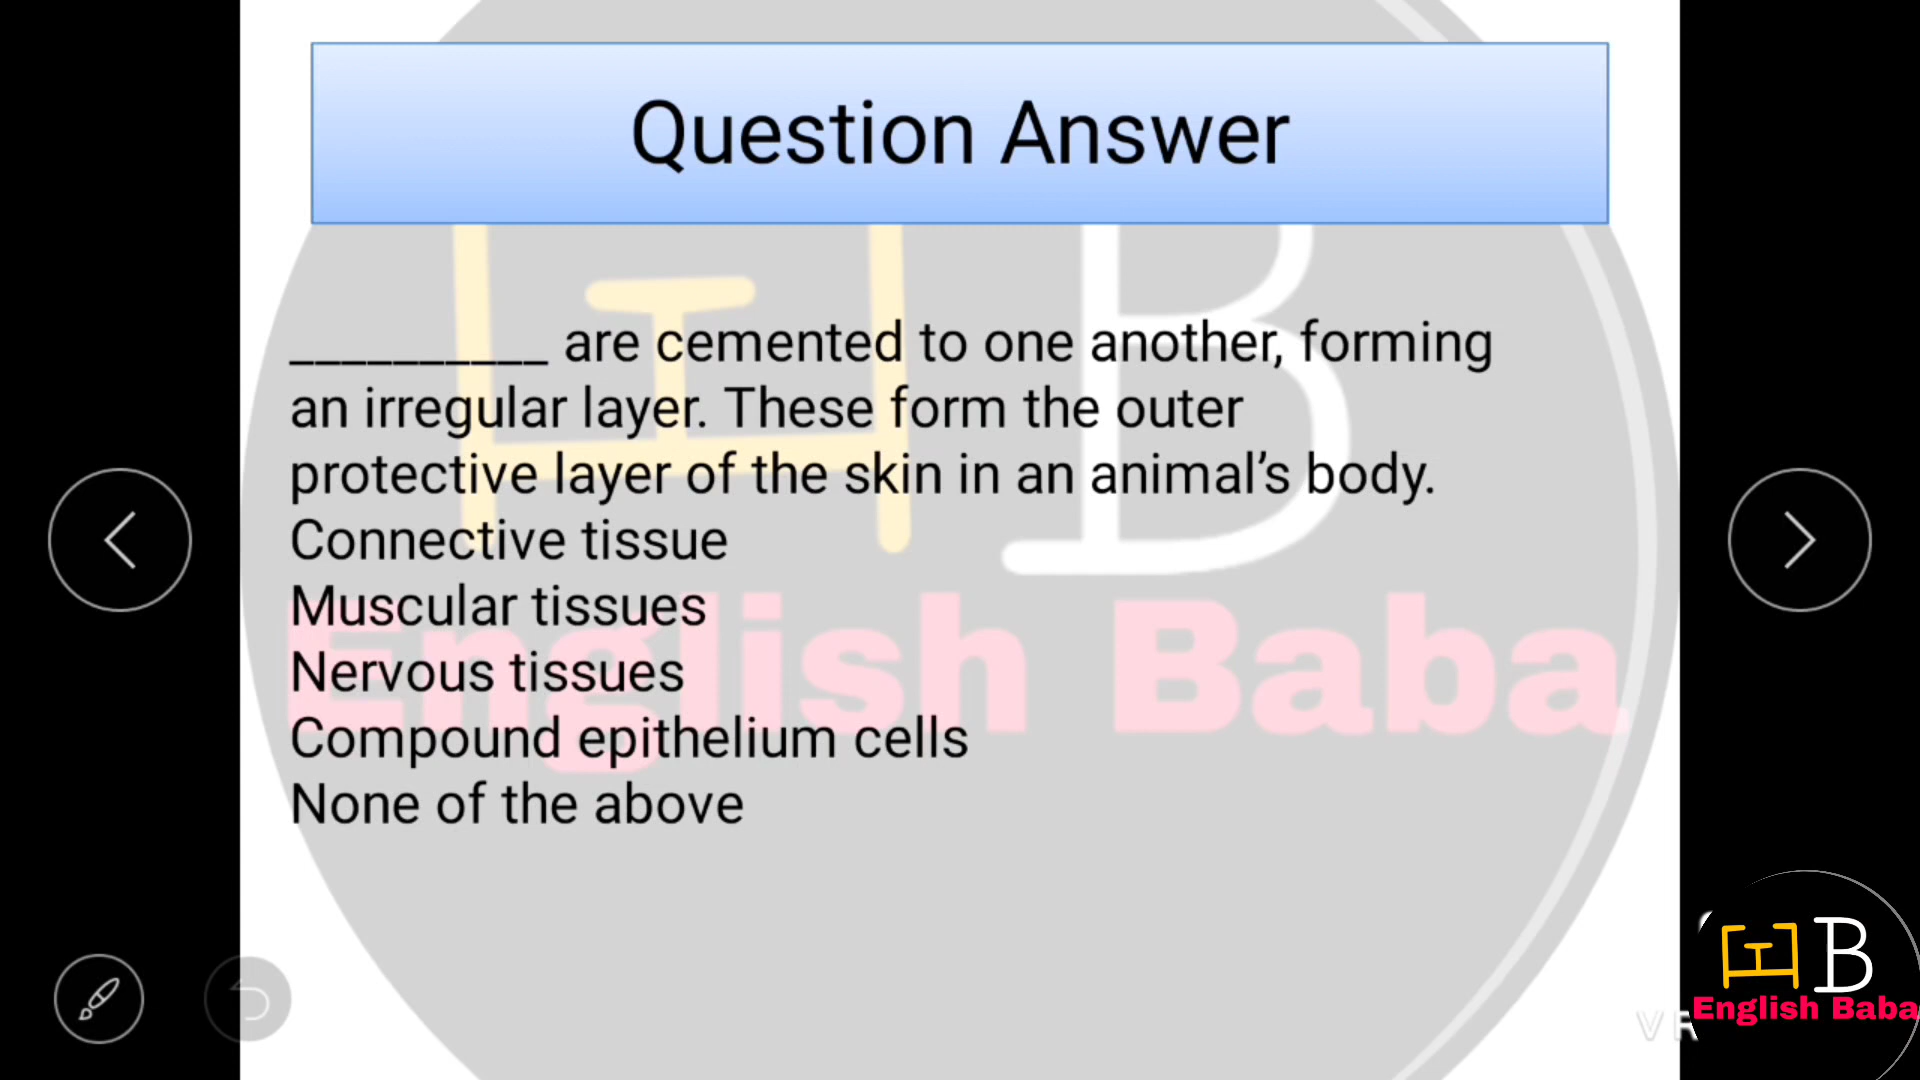 Question Answer
__________ are cemented to one another, forming
an irregular layer. These form the outer
protective layer of the skin in an animal’s body.
Connective tissue
Muscular tissues
Nervous tissues
Compound epithelium cells
None of the above
B
English Baba
B
English Baba
VR